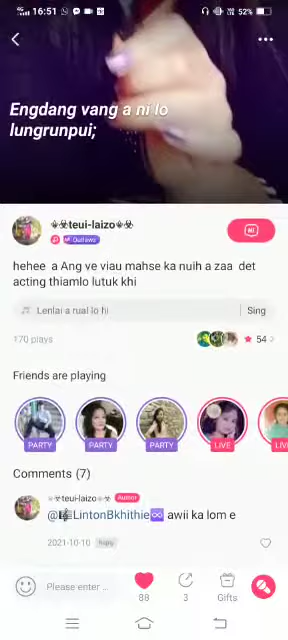 16:51
52%
Engdang vang a ni lo
lungrunpui;
teui-laizo
hehee a Ang ve viau mahse ka nuih a zaa det
acting thiamlo lutuk khi
Lenlai a rual lo hi
Sing
170 plays
54
Friends are playing
PARTY
PARTY
PARTY
LIVE
LIV
Comments (7)
teui-laizo Author
@LintonBkhithie awii ka lom e
2021-10-10 Reply
Please enter ...
88
3
Gifts